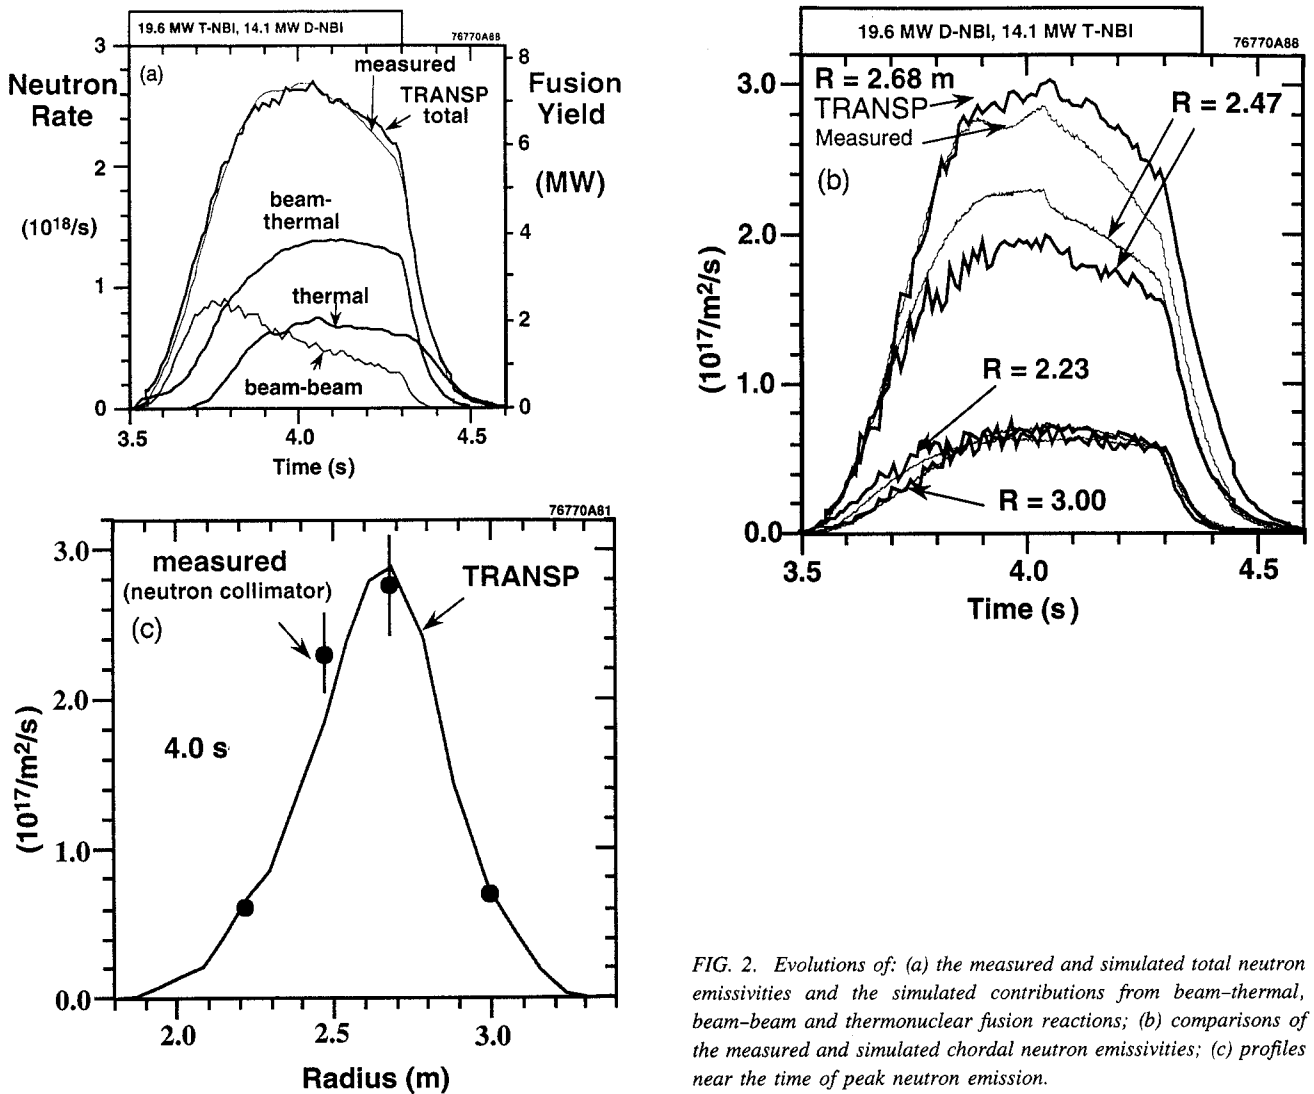 19.6 MW T-NBI, 14.1 MW D-NBI
76770A88
(a)
3
2
1
0
Neutron
Rate
(10¹⁸/s)
measured
TRANSP
total
beam-
thermal
thermal
beam-beam
8
6
4
2
0
Fusion
Yield
(MW)
3.5 4.0 4.5
Time (s)
19.6 MW D-NBI, 14.1 MW T-NBI
76770A88
3.0
2.0
1.0
0.0
(10¹⁷/m²/s)
R = 2.68 m
TRANSP
Measured
(b)
R = 2.47
R = 2.23
R = 3.00
3.5 4.0 4.5
Time (s)
76770A81
3.0
2.0
1.0
0.0
(10¹⁷/m²/s)
measured
(neutron collimator)
(c)
TRANSP
4.0 s
2.0 2.5 3.0
Radius (m)
FIG. 2. Evolutions of: (a) the measured and simulated total neutron
emissivities and the simulated contributions from beam–thermal,
beam–beam and thermonuclear fusion reactions; (b) comparisons of
the measured and simulated chordal neutron emissivities; (c) profiles
near the time of peak neutron emission.